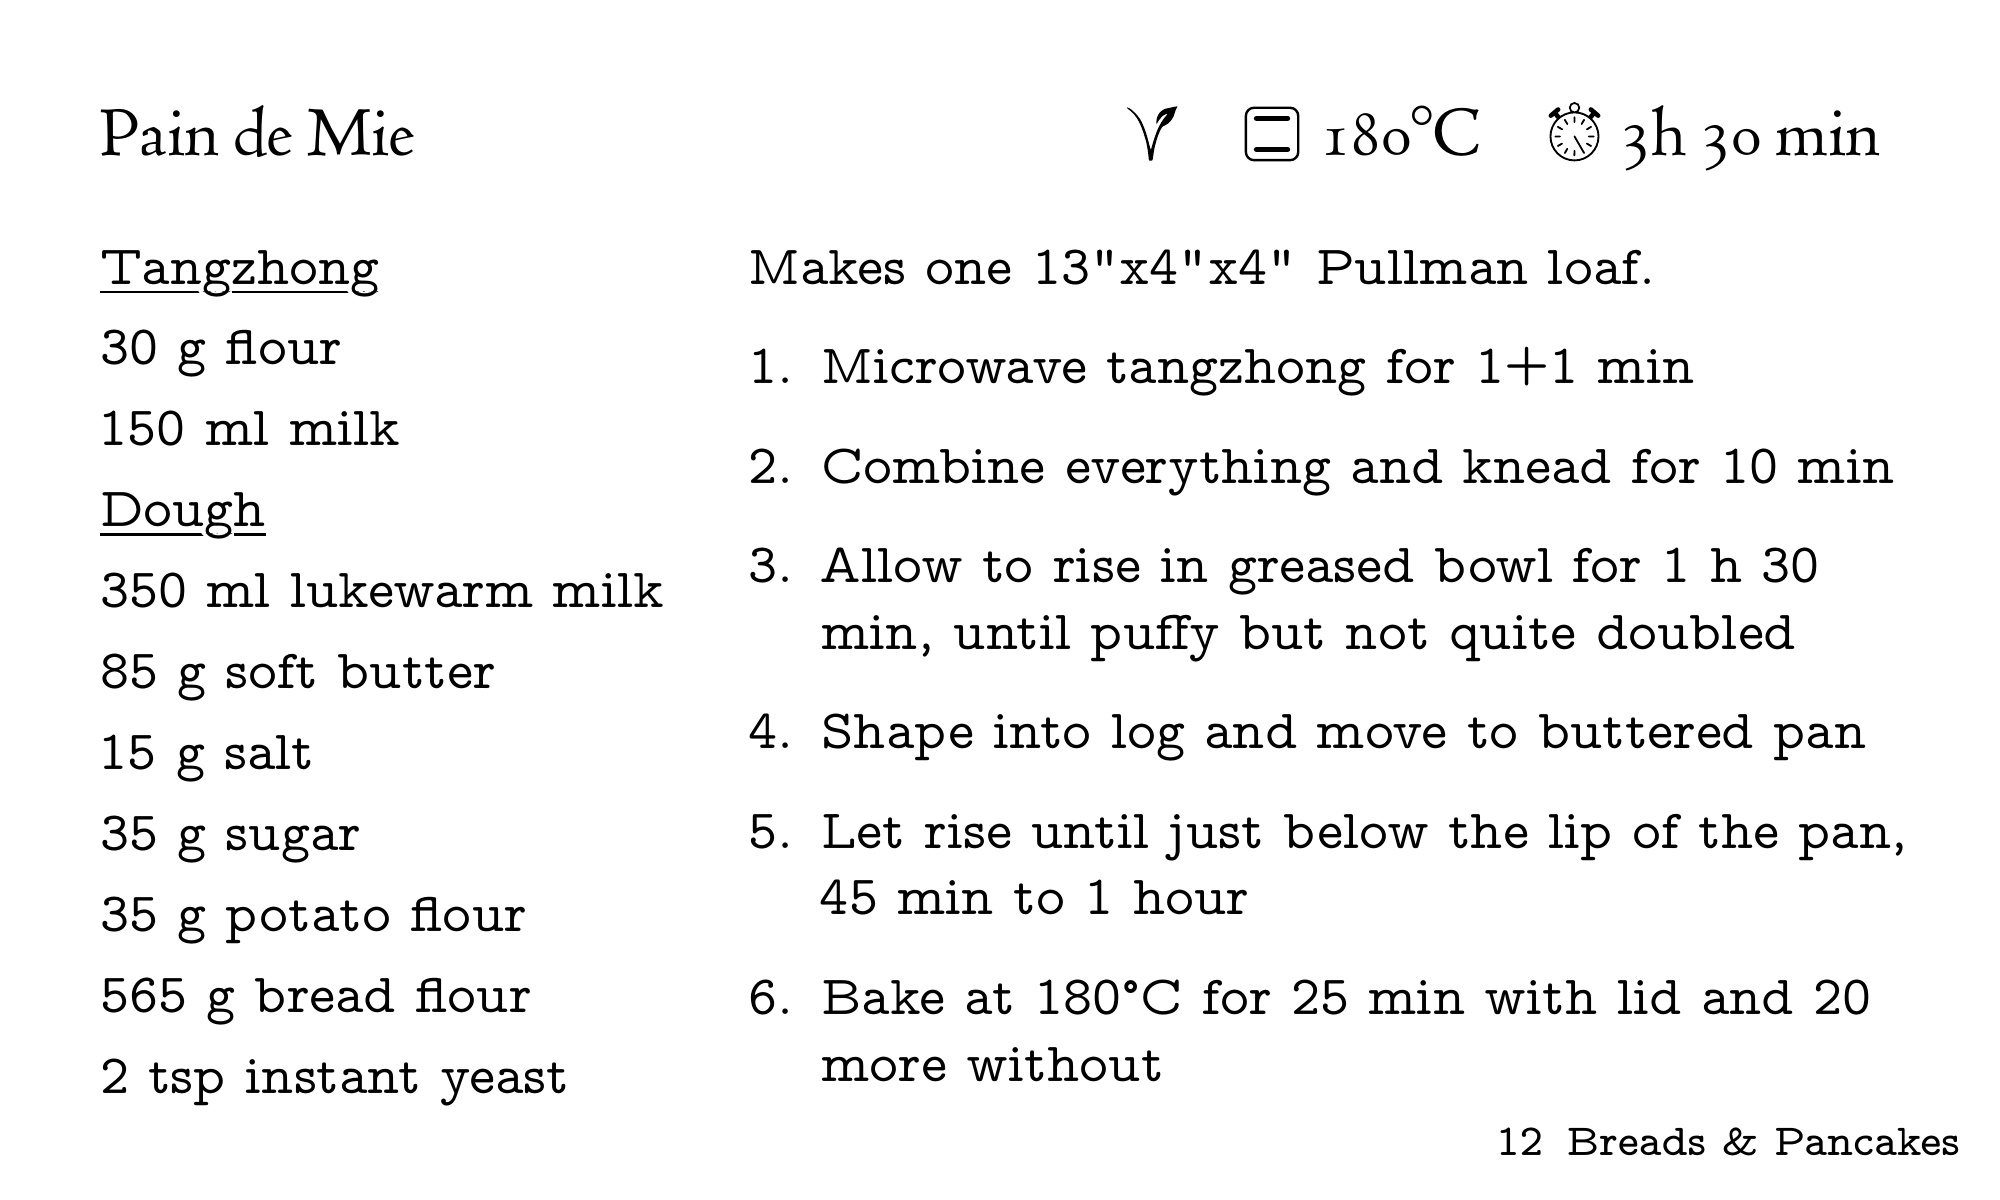 Pain de Mie
180°C
3h 30 min
Tangzhong
30 g flour
150 ml milk
Dough
350 ml lukewarm milk
85 g soft butter
15 g salt
35 g sugar
35 g potato flour
565 g bread flour
2 tsp instant yeast
Makes one 13"x4"x4" Pullman loaf.
1. Microwave tangzhong for 1+1 min
2. Combine everything and knead for 10 min
3. Allow to rise in greased bowl for 1 h 30
min, until puffy but not quite doubled
4. Shape into log and move to buttered pan
5. Let rise until just below the lip of the pan,
45 min to 1 hour
6. Bake at 180°C for 25 min with lid and 20
more without
12 Breads & Pancakes